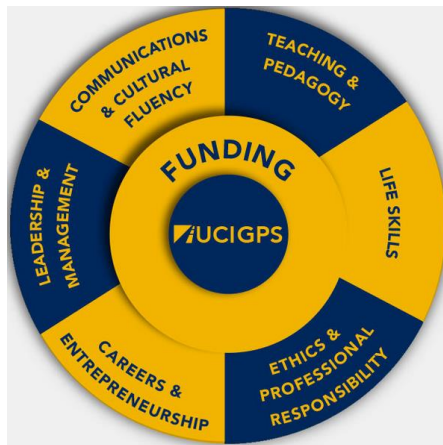 COMMUNICATIONS
& CULTURAL
FLUENCY
TEACHING &
PEDAGOGY
LIFE SKILLS
ETHICS &
PROFESSIONAL
RESPONSIBILITY
CAREERS &
ENTREPRENEURSHIP
LEADERSHIP &
MANAGEMENT
FUNDING
UCIGPS